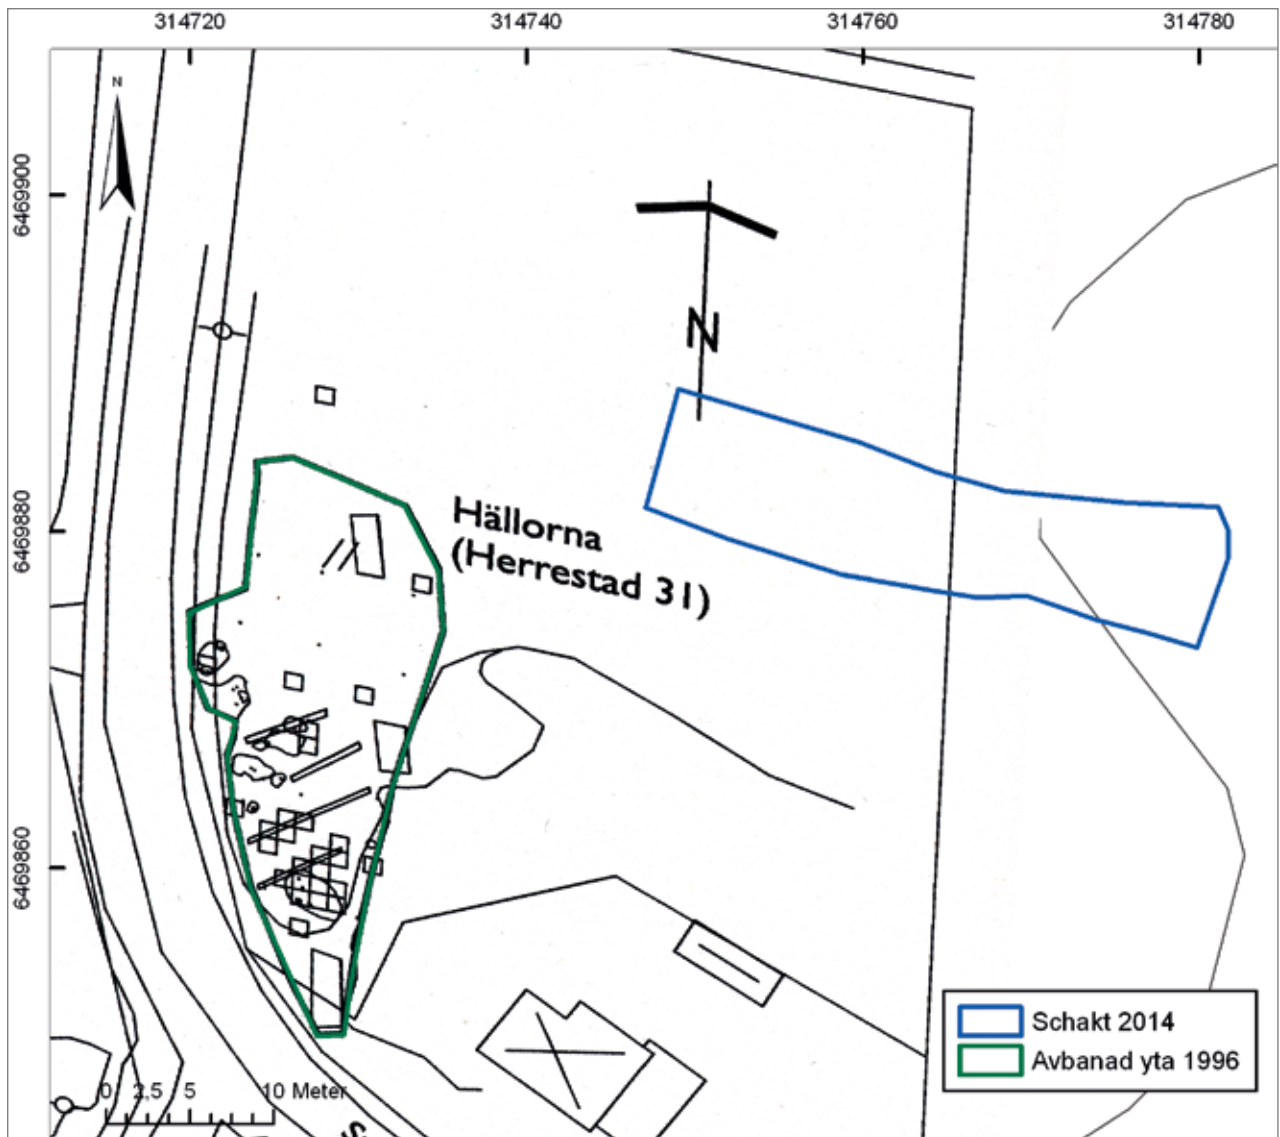 314720 314740 314760 314780
N
6469900
N
6469880
Hällorna
(Herrestad 31)
6469860
Schakt 2014
Avbanad yta 1996
0 2,5 5 10 Meter
S